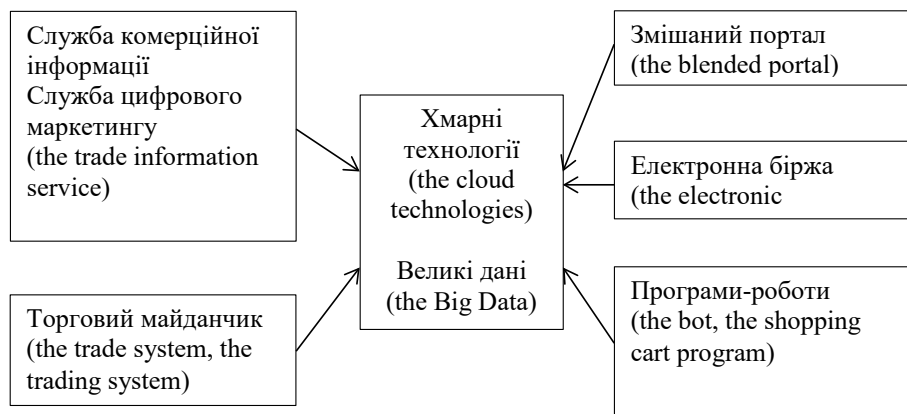 Служба комерційної
інформації
Служба цифрового
маркетингу
(the trade information
service)
Торговий майданчик
(the trade system, the
trading system)
Хмарні
технології
(the cloud
technologies)
Великі дані
(the Big Data)
Змішаний портал
(the blended portal)
Електронна біржа
(the electronic
Програми-роботи
(the bot, the shopping
cart program)